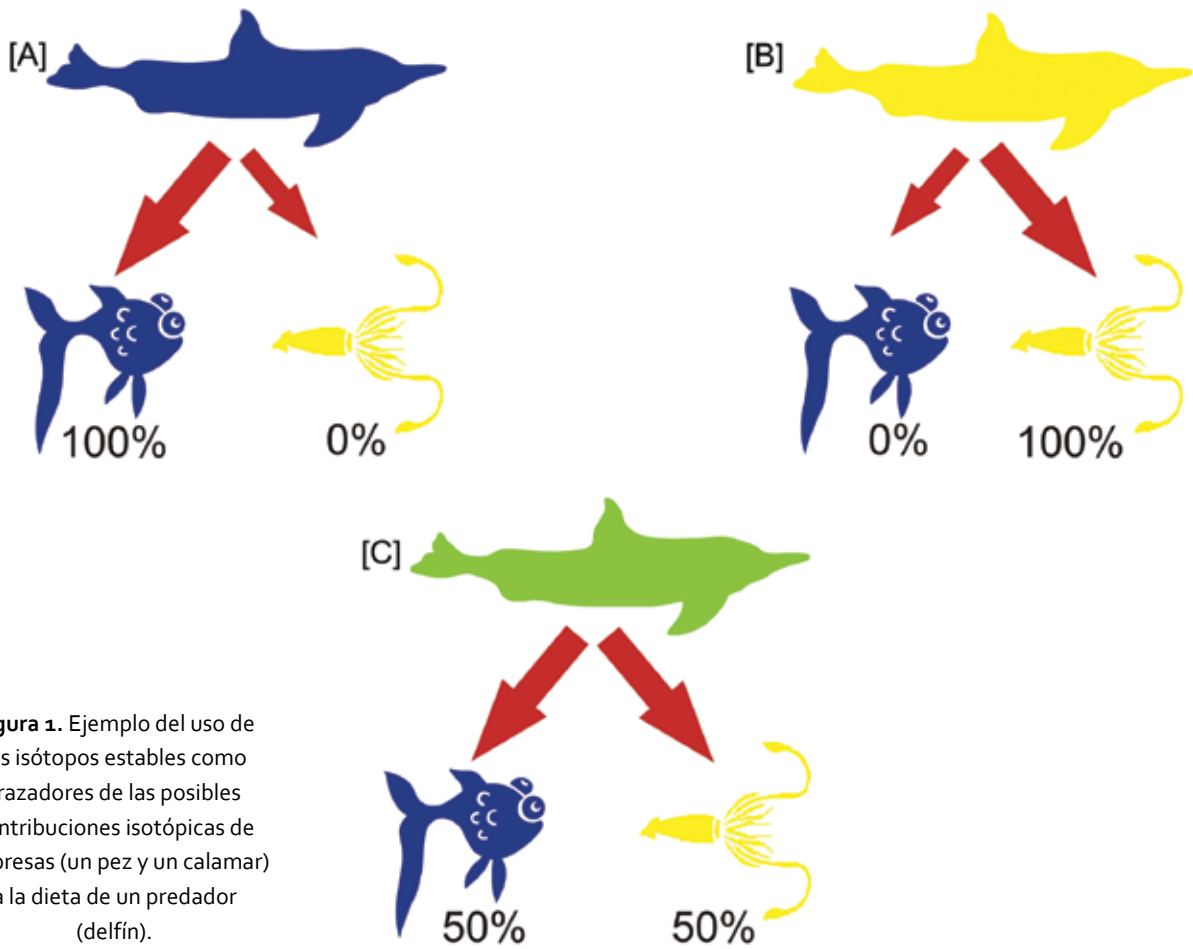 [A]
[B]
100%
0%
0%
100%
[C]
gura 1. Ejemplo del uso de
s isótopos estables como
razadores de las posibles
ntribuciones isotópicas de
presas (un pez y un calamar)
a la dieta de un predador
(delfín).
50%
50%